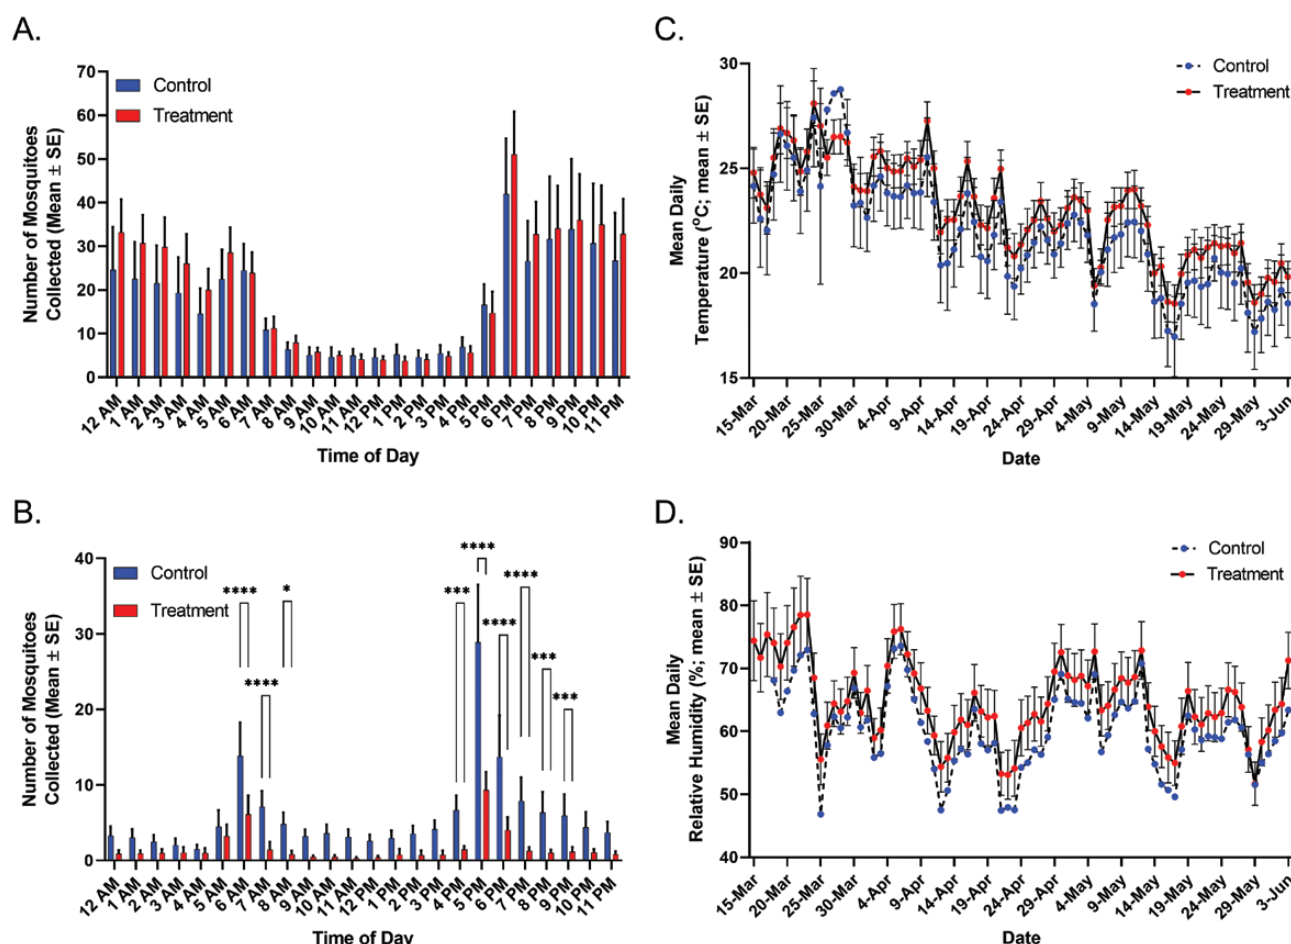 A.
Number of Mosquitoes
Collected (Mean ± SE)
70
60
50
40
30
20
10
0
Control
Treatment
12 AM
1 AM
2 AM
3 AM
4 AM
5 AM
6 AM
7 AM
8 AM
9 AM
10 AM
11 AM
12 PM
1 PM
2 PM
3 PM
4 PM
5 PM
6 PM
7 PM
8 PM
9 PM
10 PM
11 PM
Time of Day
B.
Number of Mosquitoes
Collected (Mean ± SE)
40
30
20
10
0
Control
Treatment
****
****
*
***
****
****
****
***
***
12 AM
1 AM
2 AM
3 AM
4 AM
5 AM
6 AM
7 AM
8 AM
9 AM
10 AM
11 AM
12 PM
1 PM
2 PM
3 PM
4 PM
5 PM
6 PM
7 PM
8 PM
9 PM
10 PM
11 PM
Time of Day
C.
Mean Daily
Temperature (°C; mean ± SE)
30
25
20
15
Control
Treatment
15-Mar
20-Mar
25-Mar
30-Mar
4-Apr
9-Apr
14-Apr
19-Apr
24-Apr
29-Apr
4-May
9-May
14-May
19-May
24-May
29-May
3-Jun
Date
D.
Mean Daily
Relative Humidity (%; mean ± SE)
90
80
70
60
50
40
Control
Treatment
15-Mar
20-Mar
25-Mar
30-Mar
4-Apr
9-Apr
14-Apr
19-Apr
24-Apr
29-Apr
4-May
9-May
14-May
19-May
24-May
29-May
3-Jun
Date